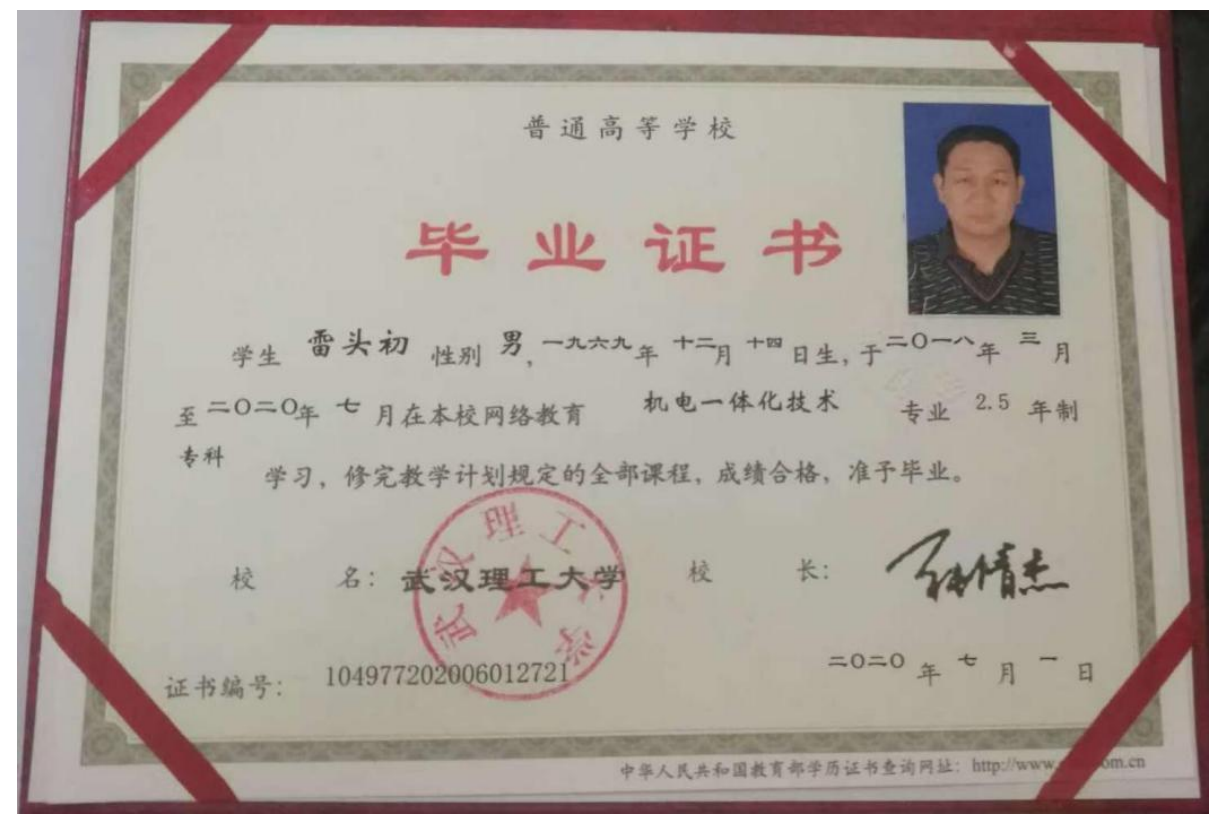 普通高等学校
毕业证书
学生 雷头初 性别 男，一九六九年 十二月 十四日生，于二〇一八年 三月
至二〇二〇年 七月在本校网络教育 机电一体化技术 专业 2.5 年制
专科 学习，修完教学计划规定的全部课程，成绩合格，准予毕业。
校 名：武汉理工大学 校 长：
武汉理工大学
证书编号：104977202006012721 二〇二〇年 七月 一日
中华人民共和国教育部学历证书查询网址：http://www.